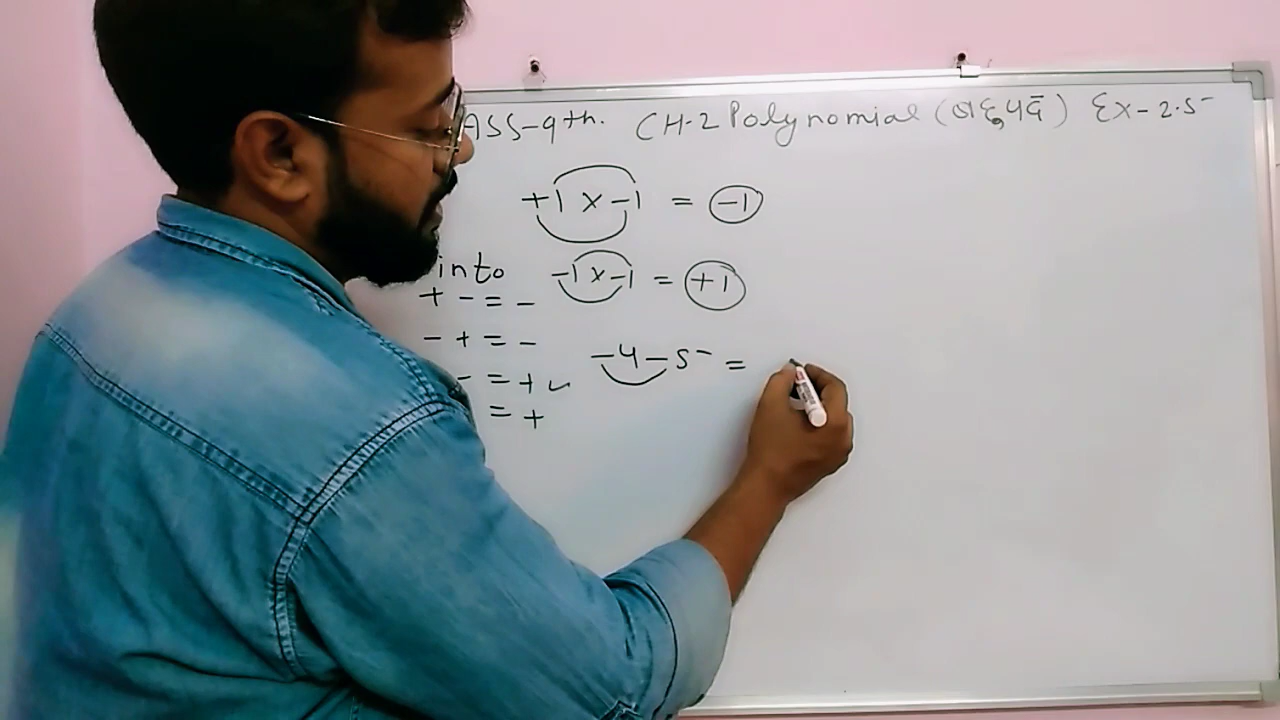 ASS-9th. CH-2 Polynomial (बहुपद) Ex-2.5
+1 x -1 = -1
into -1 x -1 = +1
+ - = -
- + = -
-4-5 =
- = + ✓
= +